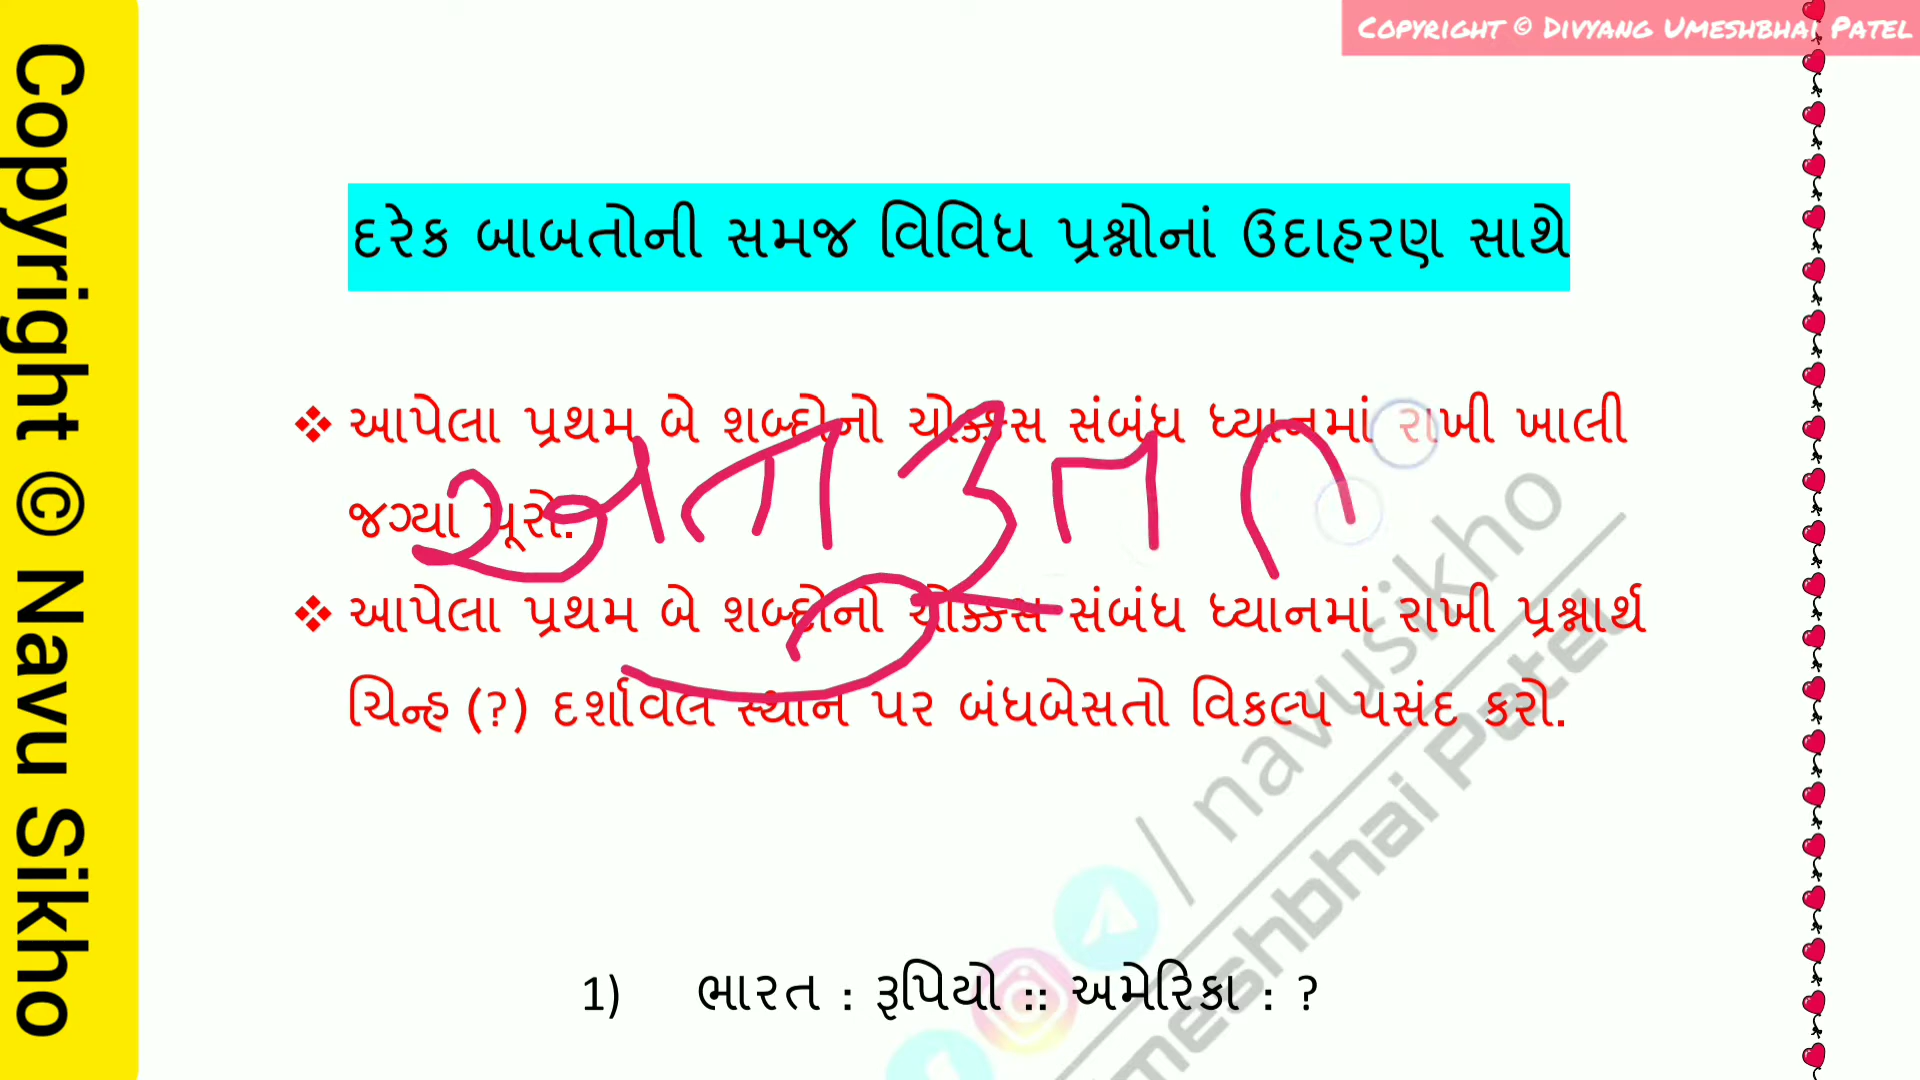 Copyright © Divyang Umeshbhai Patel
Copyright © Navu Sikho
દરેક બાબતોની સમજ વિવિધ પ્રશ્નોનાં ઉદાહરણ સાથે
❖ આપેલા પ્રથમ બે શબ્દોનો ચોક્કસ સંબંધ ધ્યાનમાં રાખી ખાલી
જગ્યા પૂરો.
❖ આપેલા પ્રથમ બે શબ્દોનો ચોક્કસ સંબંધ ધ્યાનમાં રાખી પ્રશ્નાર્થ
ચિન્હ (?) દર્શાવેલ સ્થાન પર બંધબેસતો વિકલ્પ પસંદ કરો.
/ navusikho
Umeshbhai Patel
1) ભારત : રૂપિયો :: અમેરિકા : ?